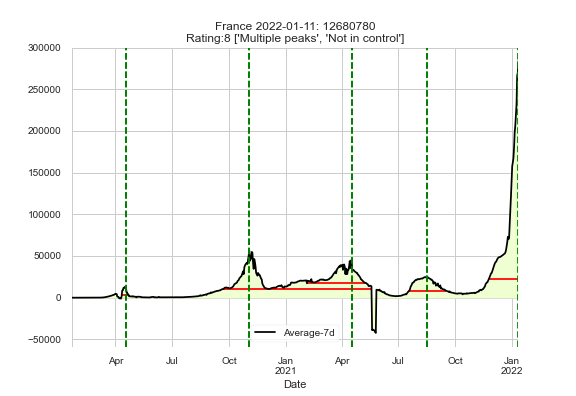 France 2022-01-11: 12680780
Rating:8 ['Multiple peaks', 'Not in control']
300000
250000
200000
150000
100000
50000
0
−50000
Average-7d
Apr Jul Oct Jan Apr Jul Oct Jan
2021 2022
Date